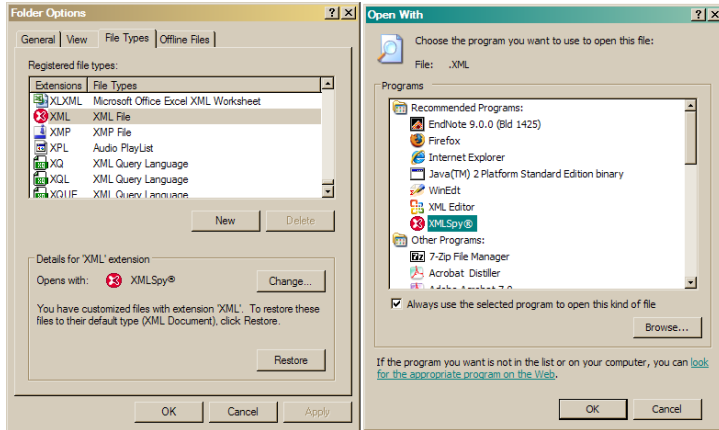 Folder Options
General View File Types Offline Files
Registered file types:
Extensions File Types
XLXML Microsoft Office Excel XML Worksheet
XML XML File
XMP XMP File
XPL Audio PlayList
XQ XML Query Language
XQL XML Query Language
XQUE XML Query Language
New Delete
Details for 'XML' extension
Opens with: XMLSpy® Change...
You have customized files with extension 'XML'. To restore these
files to their default type (XML Document), click Restore.
Restore
OK Cancel Apply
Open With
Choose the program you want to use to open this file:
File: .XML
Programs
Recommended Programs:
EndNote 9.0.0 (Bld 1425)
Firefox
Internet Explorer
Java(TM) 2 Platform Standard Edition binary
WinEdt
XML Editor
XMLSpy®
Other Programs:
7-Zip File Manager
Acrobat Distiller
Adobe Acrobat 7.0
Always use the selected program to open this kind of file
Browse...
If the program you want is not in the list or on your computer, you can look
for the appropriate program on the Web.
OK Cancel